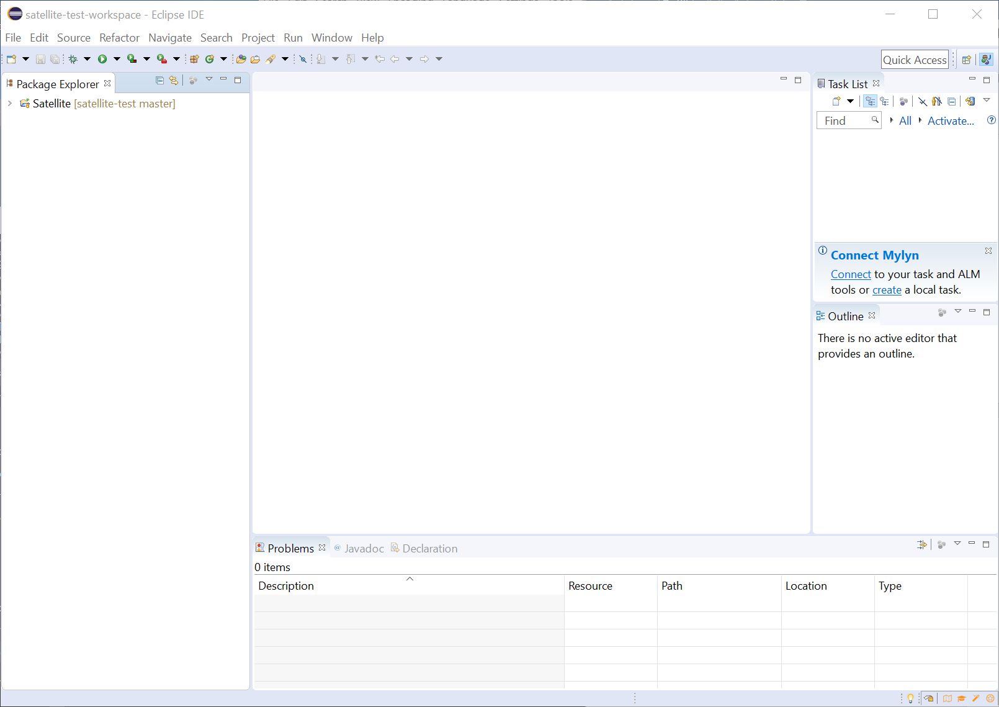 satellite-test-workspace - Eclipse IDE
File Edit Source Refactor Navigate Search Project Run Window Help
Quick Access
Package Explorer
Satellite [satellite-test master]
Task List
Find All Activate...
Connect Mylyn
Connect to your task and ALM
tools or create a local task.
Outline
There is no active editor that
provides an outline.
Problems @ Javadoc Declaration
0 items
Description Resource Path Location Type